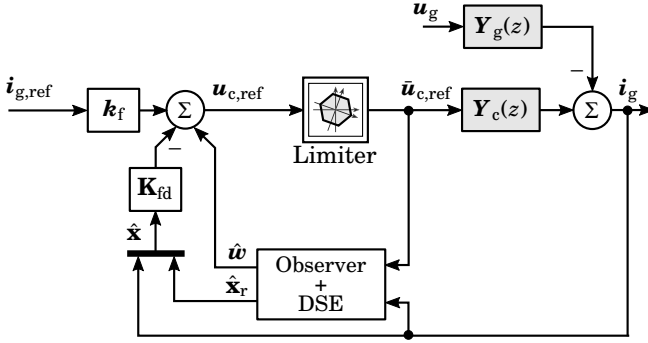 u_g
Y_g(z)
−
i_g,ref
k_f
Σ
u_c,ref
ū_c,ref
Y_c(z)
Σ
i_g
Limiter
−
K_fd
x̂
ŵ
x̂_r
Observer
+
DSE